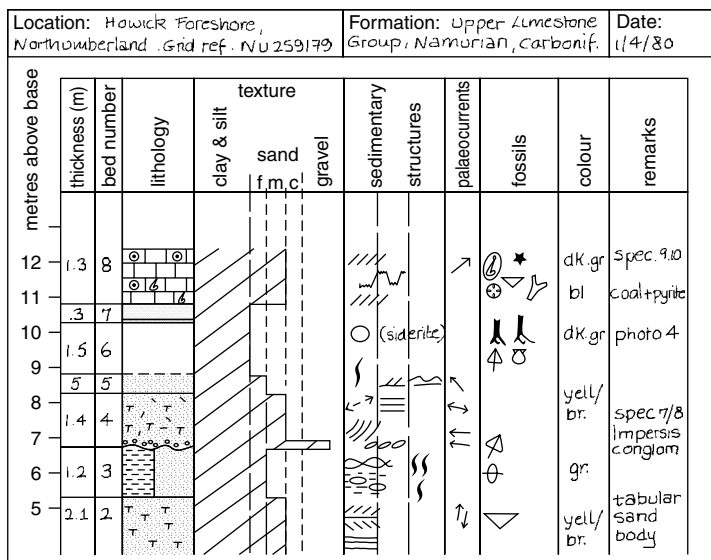 Location: Howick Foreshore,
Northumberland. Grid ref. NU 259179
Formation: Upper Limestone
Group, Namurian, Carbonif.
Date:
1/4/80
metres above base
thickness (m)
bed number
lithology
texture
clay & silt
sand
f. m. c
gravel
sedimentary
structures
palaeocurrents
fossils
colour
remarks
12
11
10
9
8
7
6
5
1.3 8
.3 7
1.5 6
5 5
1.4 4
1.2 3
2.1 2
(siderite)
dk.gr
bl
dk.gr
yell/
br.
gr.
yell/
br.
spec. 9.10
coal+pyrite
photo 4
spec 7/8
Impersis
conglom
tabular
sand
body